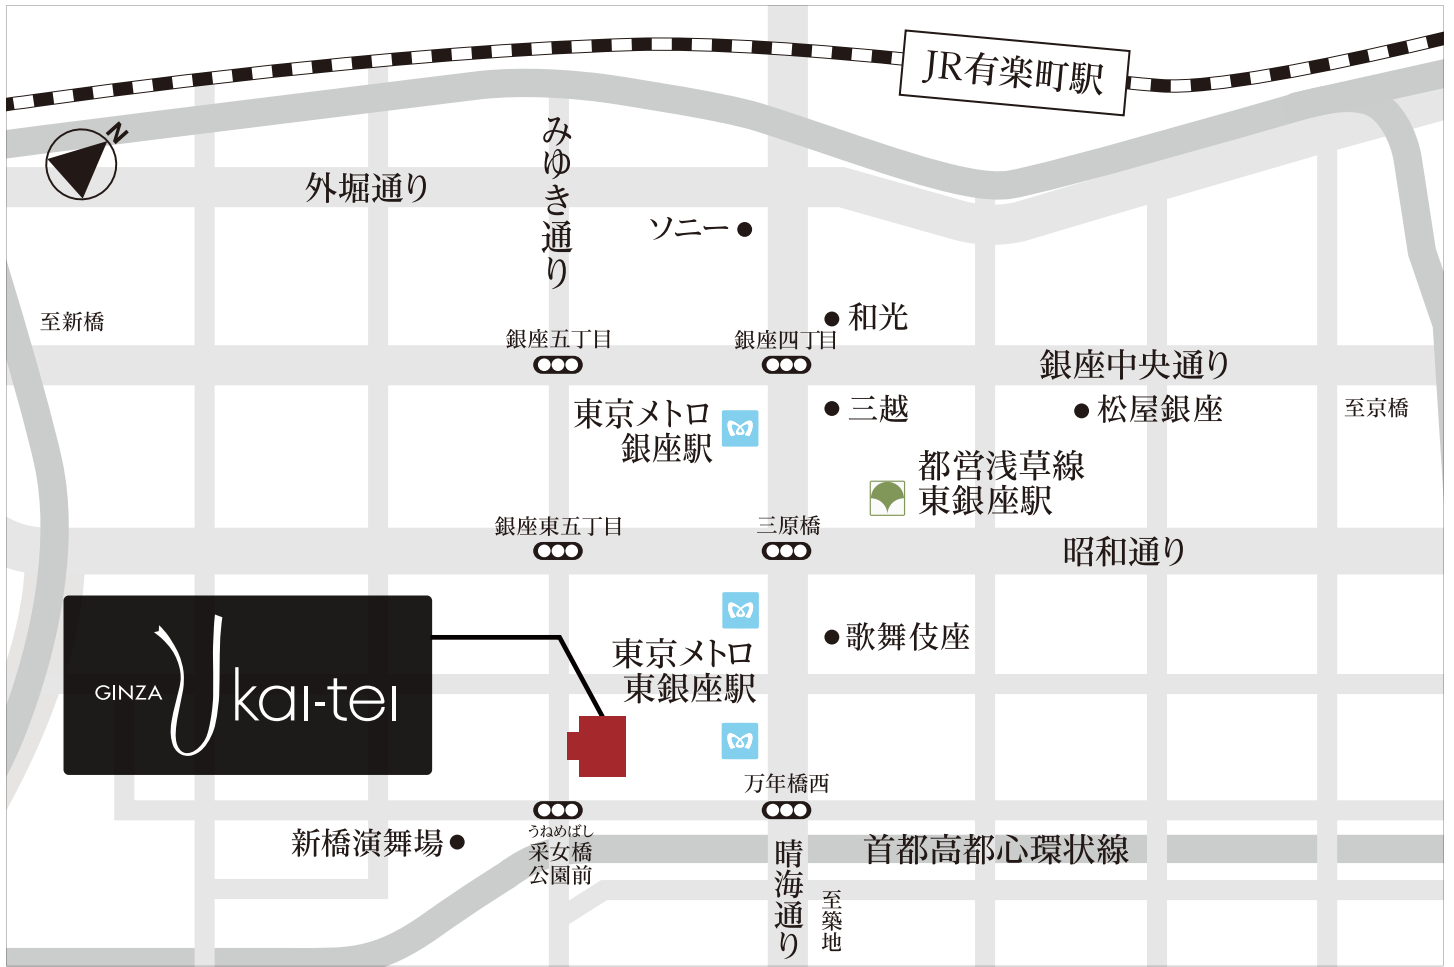 JR有楽町駅
N
みゆき通り
外堀通り
ソニー
至新橋
和光
銀座五丁目
銀座四丁目
銀座中央通り
三越
松屋銀座
至京橋
東京メトロ
銀座駅
都営浅草線
東銀座駅
銀座東五丁目
三原橋
昭和通り
GINZA Ukai-tei
歌舞伎座
東京メトロ
東銀座駅
万年橋西
新橋演舞場
うねめばし
采女橋
公園前
首都高都心環状線
晴海通り
至築地